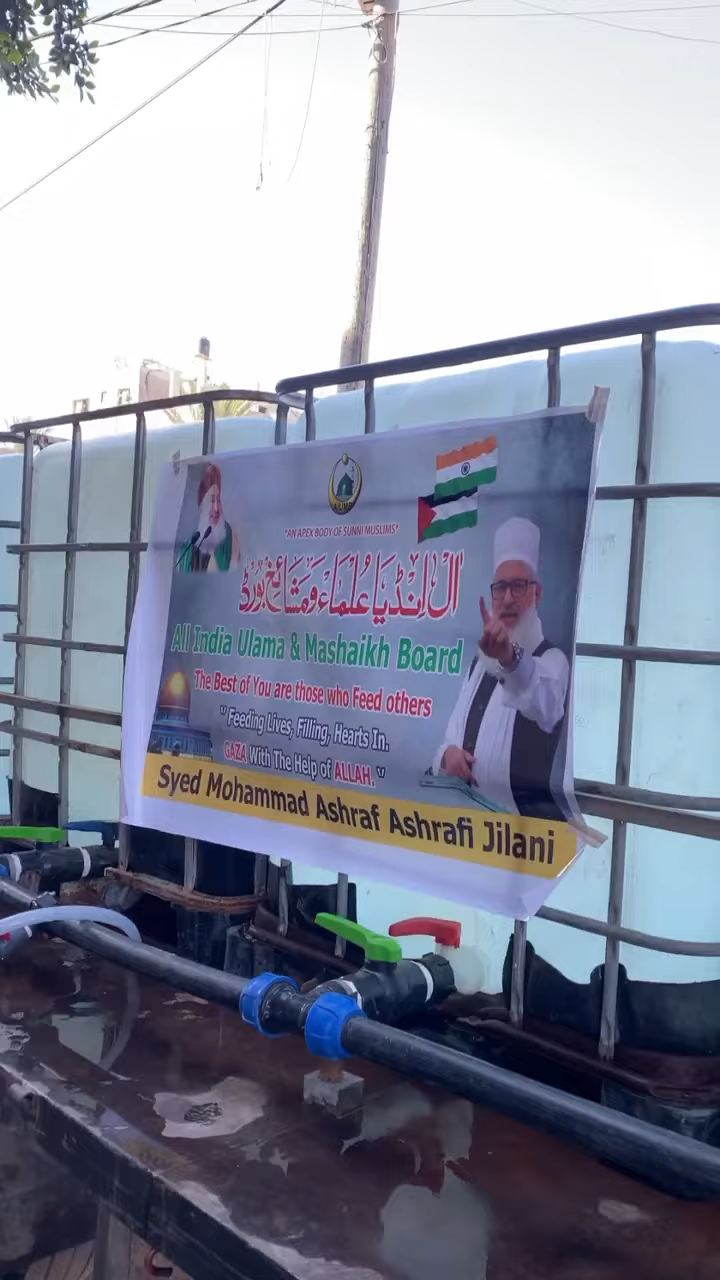 "AN APEX BODY OF SUNNI MUSLIMS"
آل انڈیا علماء و مشائخ بورڈ
All India Ulama & Mashaikh Board
The Best of You are those who Feed others
" Feeding Lives, Filling, Hearts In.
GAZA With The Help of ALLAH. "
Syed Mohammad Ashraf Ashrafi Jilani